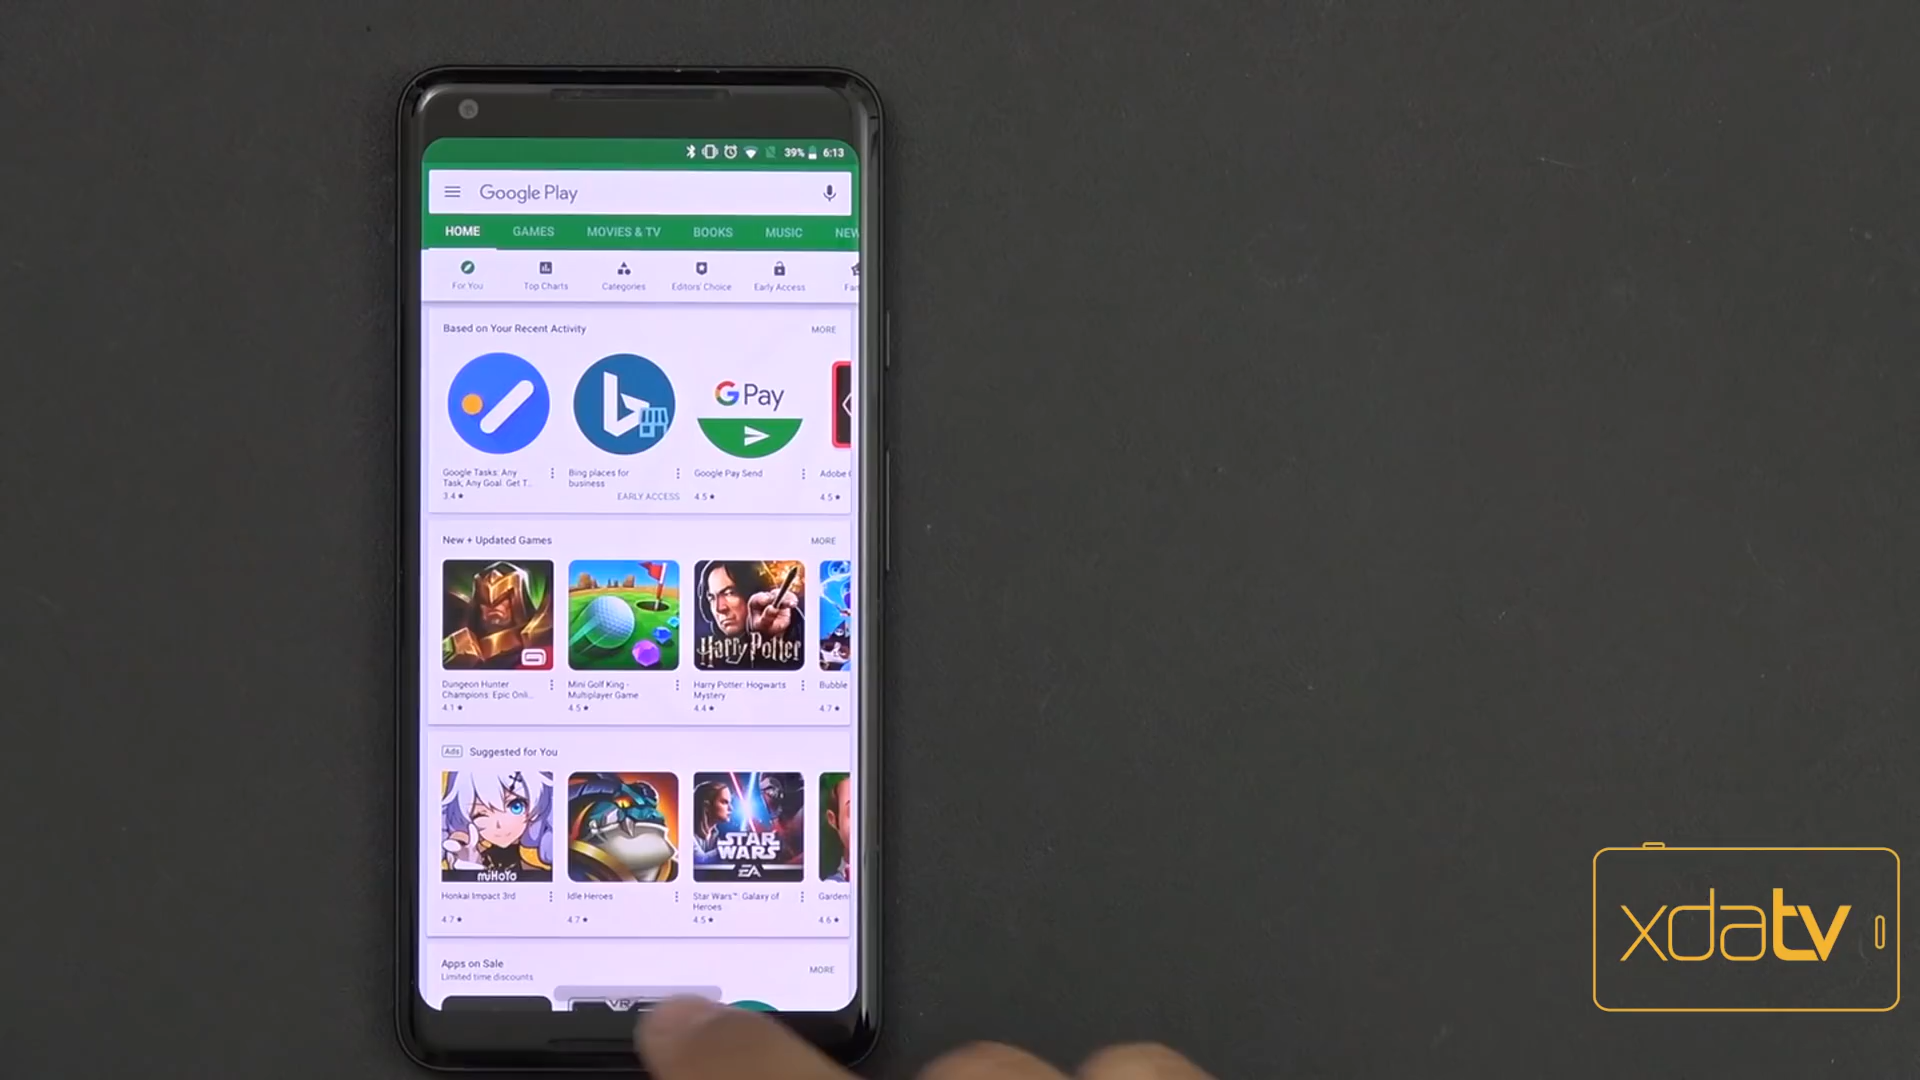 39% 6:13
Google Play
HOME GAMES MOVIES & TV BOOKS MUSIC NEW
For You Top Charts Categories Editors' Choice Early Access Fam
Based on Your Recent Activity MORE
G Pay
Google Tasks: Any Task, Any Goal. Get T...
3.4
Bing places for business
EARLY ACCESS
Google Pay Send
4.5
Adobe
4.5
New + Updated Games MORE
Harry Potter
Dungeon Hunter Champions: Epic Onli...
4.1
Mini Golf King - Multiplayer Game
4.5
Harry Potter: Hogwarts Mystery
4.4
Bubble
4.7
Ads Suggested for You
miHoYo
STAR WARS
EA
Honkai Impact 3rd
4.7
Idle Heroes
4.7
Star Wars™: Galaxy of Heroes
4.5
Garden
4.6
Apps on Sale MORE
Limited time discounts
VR
xdatv